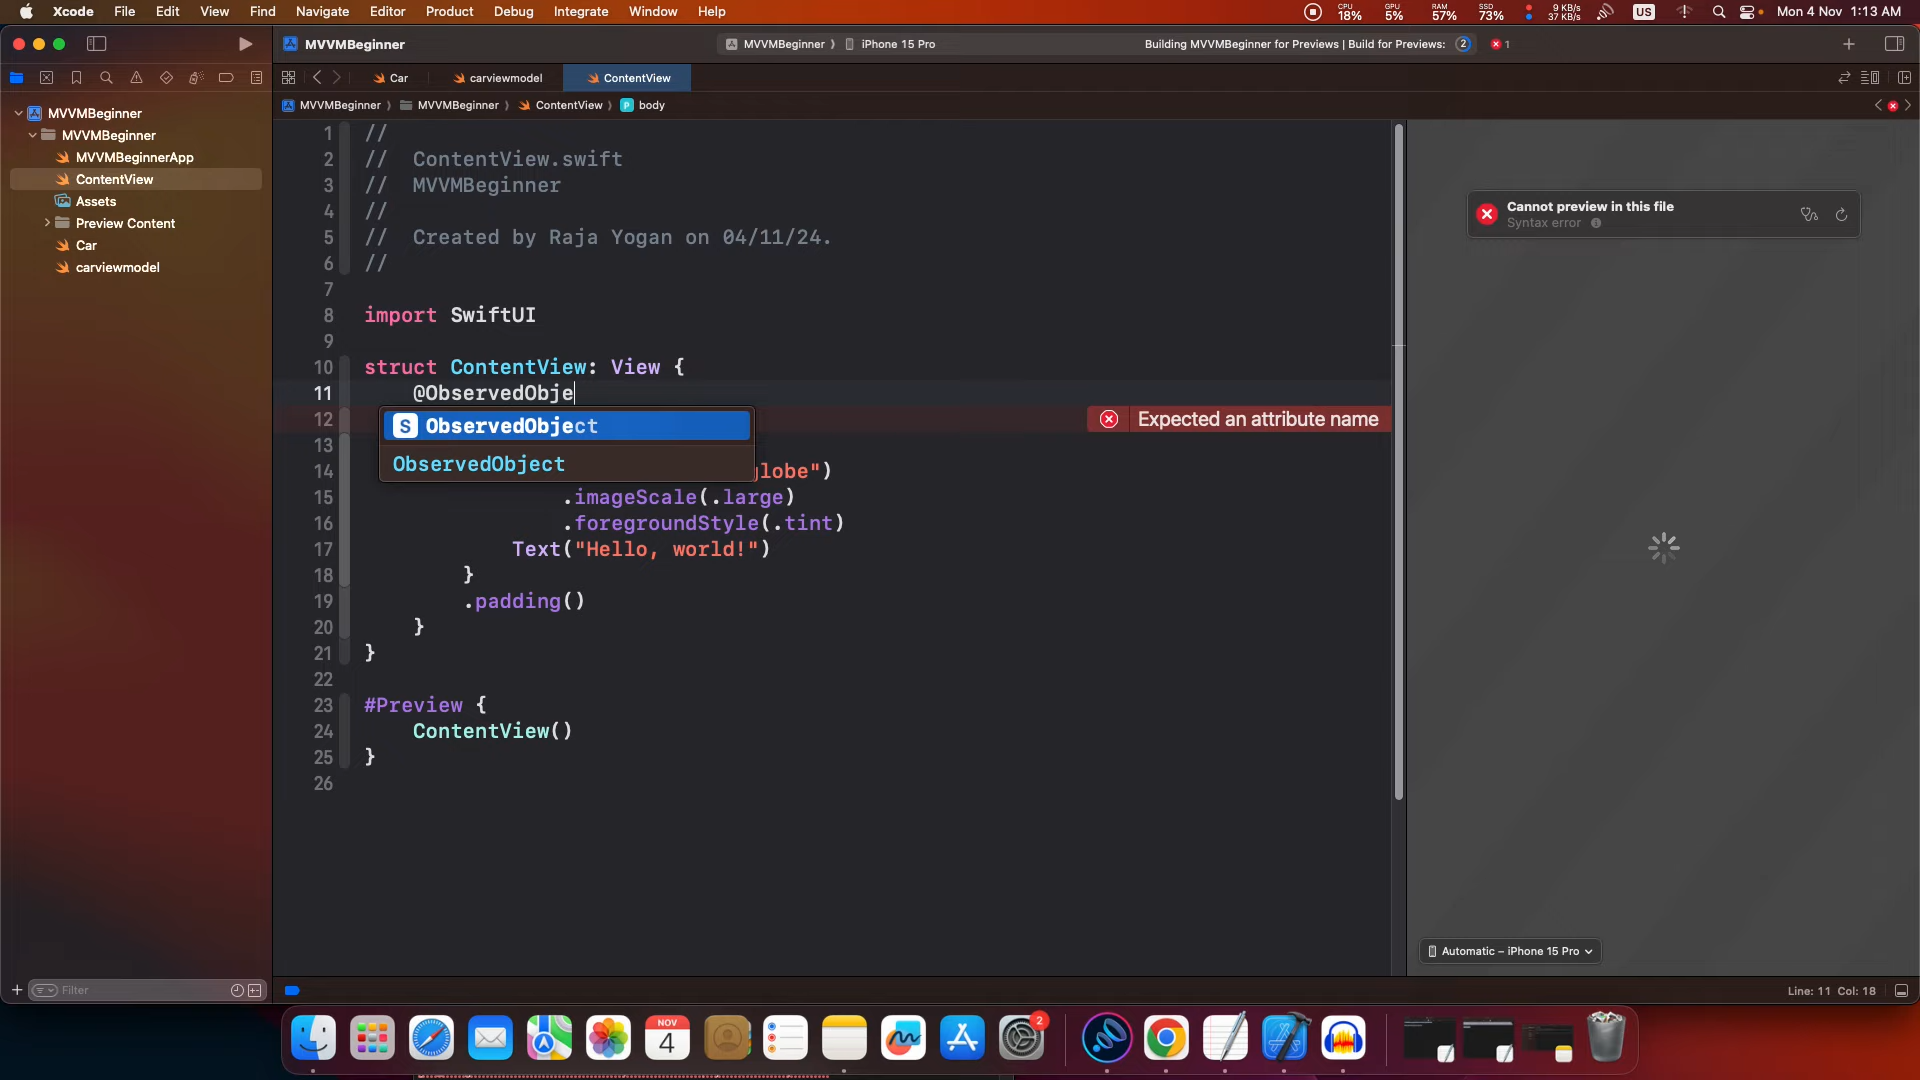 Xcode File Edit View Find Navigate Editor Product Debug Integrate Window Help
CPU 18% GPU 5% RAM 57% SSD 73% 9 KB/s 37 KB/s US Mon 4 Nov 1:13 AM
MVVMBeginner
MVVMBeginner iPhone 15 Pro Building MVVMBeginner for Previews | Build for Previews: 2 1
Car carviewmodel ContentView
MVVMBeginner MVVMBeginner ContentView P body
MVVMBeginner
MVVMBeginner
MVVMBeginnerApp
ContentView
Assets
Preview Content
Car
carviewmodel
1 //
2 // ContentView.swift
3 // MVVMBeginner
4 //
5 // Created by Raja Yogan on 04/11/24.
6 //
7
8 import SwiftUI
9
10 struct ContentView: View {
11 @ObservedObje
12 Expected an attribute name
S ObservedObject
13
ObservedObject
14 globe")
15 .imageScale(.large)
16 .foregroundStyle(.tint)
17 Text("Hello, world!")
18 }
19 .padding()
20 }
21 }
22
23 #Preview {
24 ContentView()
25 }
26
Cannot preview in this file
Syntax error
Automatic – iPhone 15 Pro
Filter
Line: 11 Col: 18
NOV
4
2